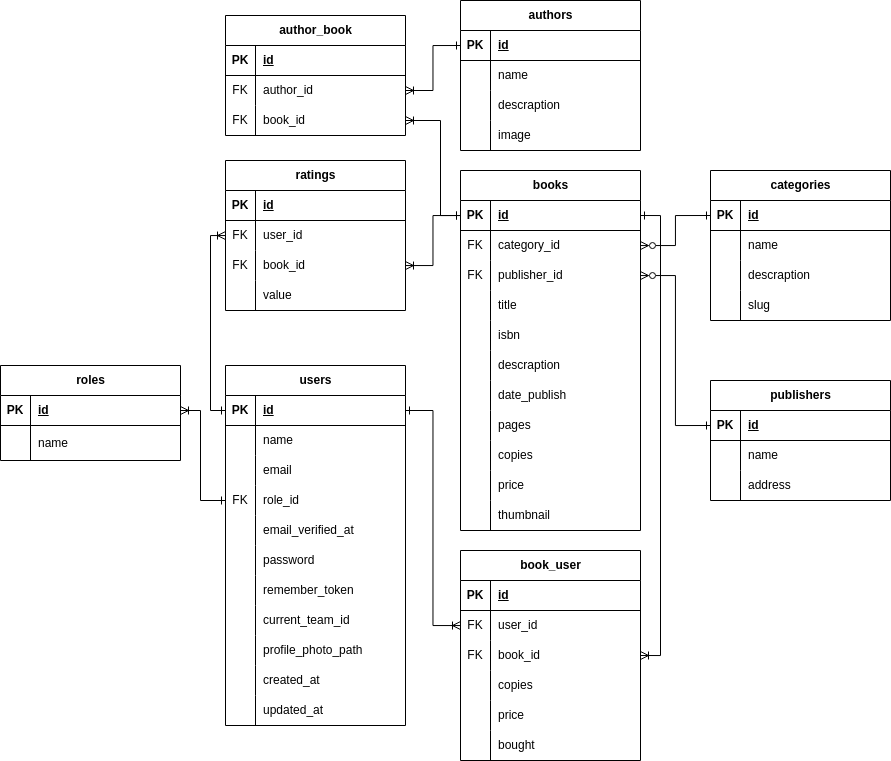 author_book
PK id
FK author_id
FK book_id
authors
PK id
name
descraption
image
ratings
PK id
FK user_id
FK book_id
value
books
PK id
FK category_id
FK publisher_id
title
isbn
descraption
date_publish
pages
copies
price
thumbnail
categories
PK id
name
descraption
slug
roles
PK id
name
users
PK id
name
email
FK role_id
email_verified_at
password
remember_token
current_team_id
profile_photo_path
created_at
updated_at
publishers
PK id
name
address
book_user
PK id
FK user_id
FK book_id
copies
price
bought